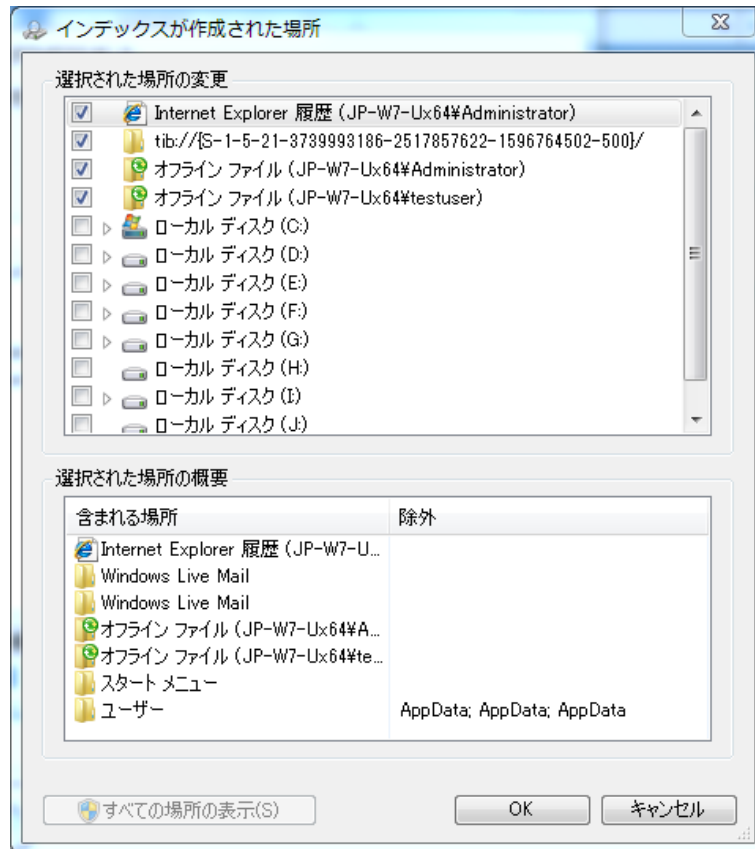 インデックスが作成された場所
選択された場所の変更
Internet Explorer 履歴 (JP-W7-Ux64¥Administrator)
tib://{S-1-5-21-3739993186-2517857622-1596764502-500}/
オフライン ファイル (JP-W7-Ux64¥Administrator)
オフライン ファイル (JP-W7-Ux64¥testuser)
ローカル ディスク (C:)
ローカル ディスク (D:)
ローカル ディスク (E:)
ローカル ディスク (F:)
ローカル ディスク (G:)
ローカル ディスク (H:)
ローカル ディスク (I:)
ローカル ディスク (J:)
選択された場所の概要
含まれる場所 除外
Internet Explorer 履歴 (JP-W7-U...
Windows Live Mail
Windows Live Mail
オフライン ファイル (JP-W7-Ux64¥A...
オフライン ファイル (JP-W7-Ux64¥te...
スタート メニュー
ユーザー AppData; AppData; AppData
すべての場所の表示(S) OK キャンセル